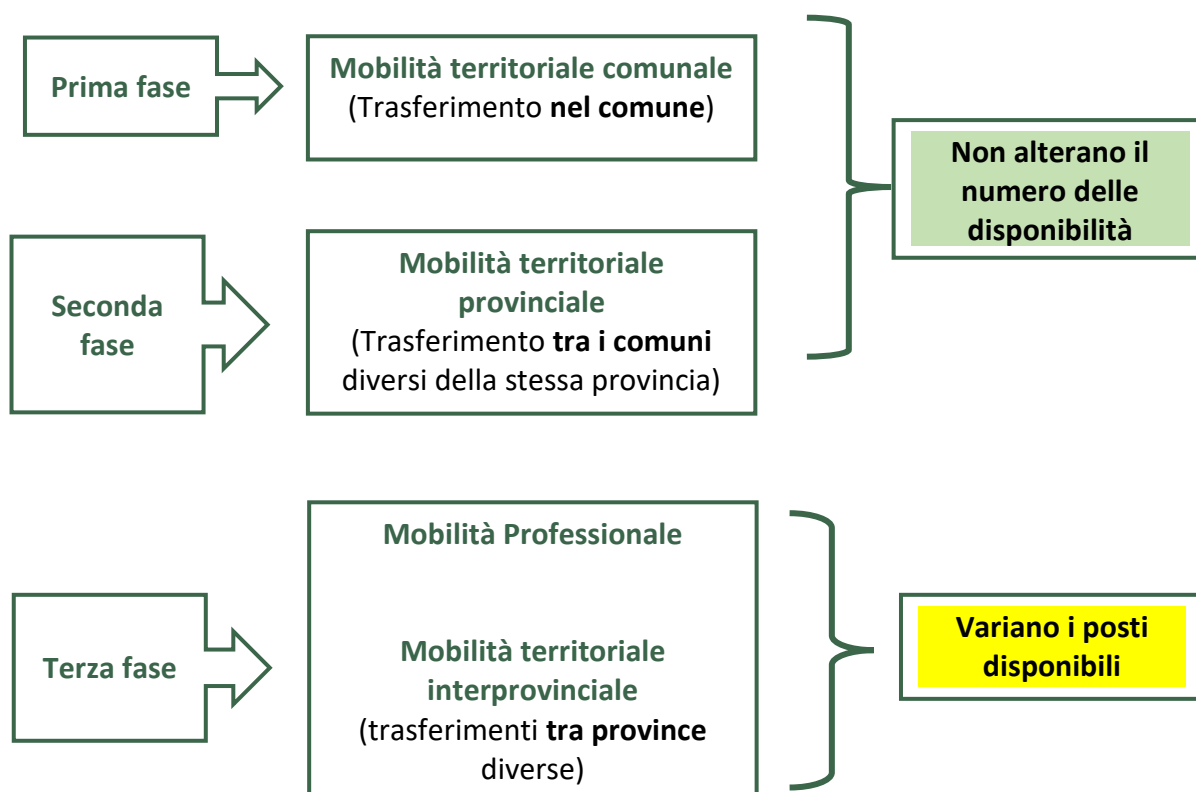 Prima fase
Mobilità territoriale comunale
(Trasferimento nel comune)
Non alterano il
numero delle
disponibilità
Seconda
fase
Mobilità territoriale
provinciale
(Trasferimento tra i comuni
diversi della stessa provincia)
Terza fase
Mobilità Professionale
Mobilità territoriale
interprovinciale
(trasferimenti tra province
diverse)
Variano i posti
disponibili